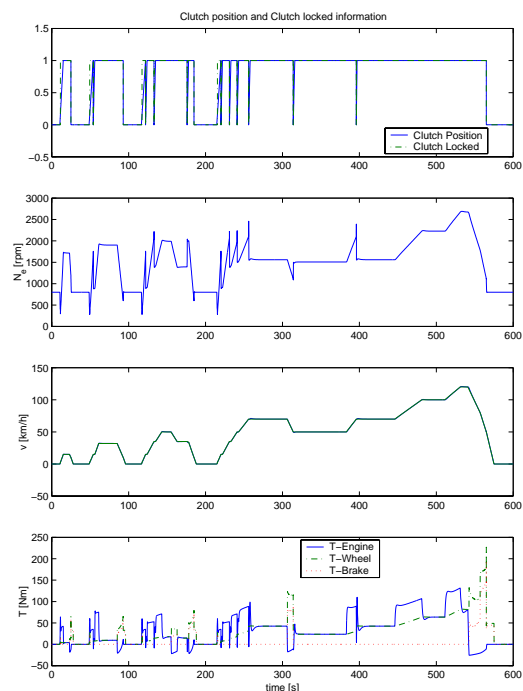 Clutch position and Clutch locked information
1.5
1
0.5
0
−0.5
0 100 200 300 400 500 600
Clutch Position
Clutch Locked
3000
2500
2000
1500
1000
500
0
N_e [rpm]
0 100 200 300 400 500 600
150
100
50
0
−50
v [km/h]
0 100 200 300 400 500 600
250
200
150
100
50
0
−50
T [Nm]
T−Engine
T−Wheel
T−Brake
0 100 200 300 400 500 600
time [s]